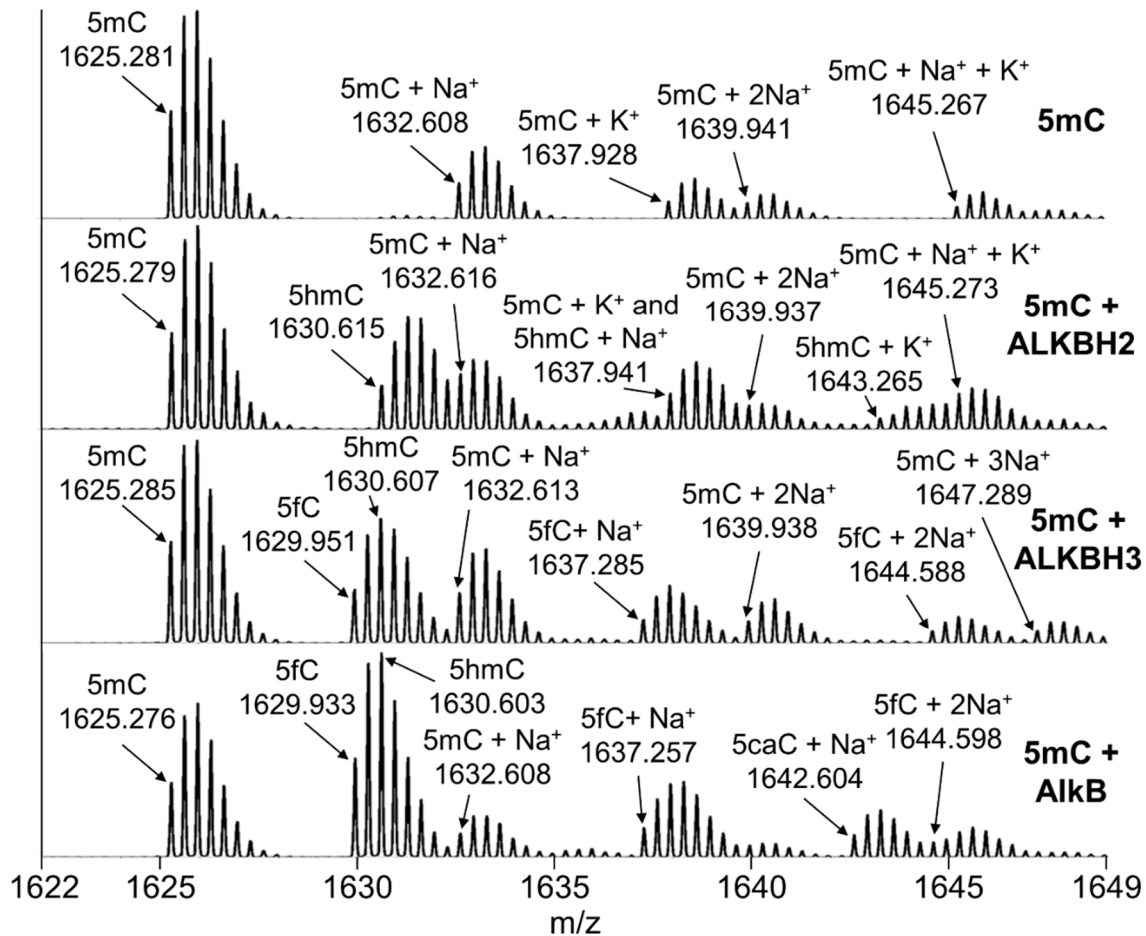 5mC
1625.281
5mC + Na⁺
1632.608
5mC + K⁺
1637.928
5mC + 2Na⁺
1639.941
5mC + Na⁺ + K⁺
1645.267
5mC
5mC
1625.279
5hmC
1630.615
5mC + Na⁺
1632.616
5mC + K⁺ and
5hmC + Na⁺
1637.941
5mC + 2Na⁺
1639.937
5hmC + K⁺
1643.265
5mC + Na⁺ + K⁺
1645.273
5mC +
ALKBH2
5mC
1625.285
5fC
1629.951
5hmC
1630.607
5mC + Na⁺
1632.613
5fC+ Na⁺
1637.285
5mC + 2Na⁺
1639.938
5fC + 2Na⁺
1644.588
5mC + 3Na⁺
1647.289
5mC +
ALKBH3
5mC
1625.276
5fC
1629.933
5hmC
1630.603
5mC + Na⁺
1632.608
5fC+ Na⁺
1637.257
5caC + Na⁺
1642.604
5fC + 2Na⁺
1644.598
5mC +
AlkB
1622 1625 1630 1635 1640 1645 1649
m/z